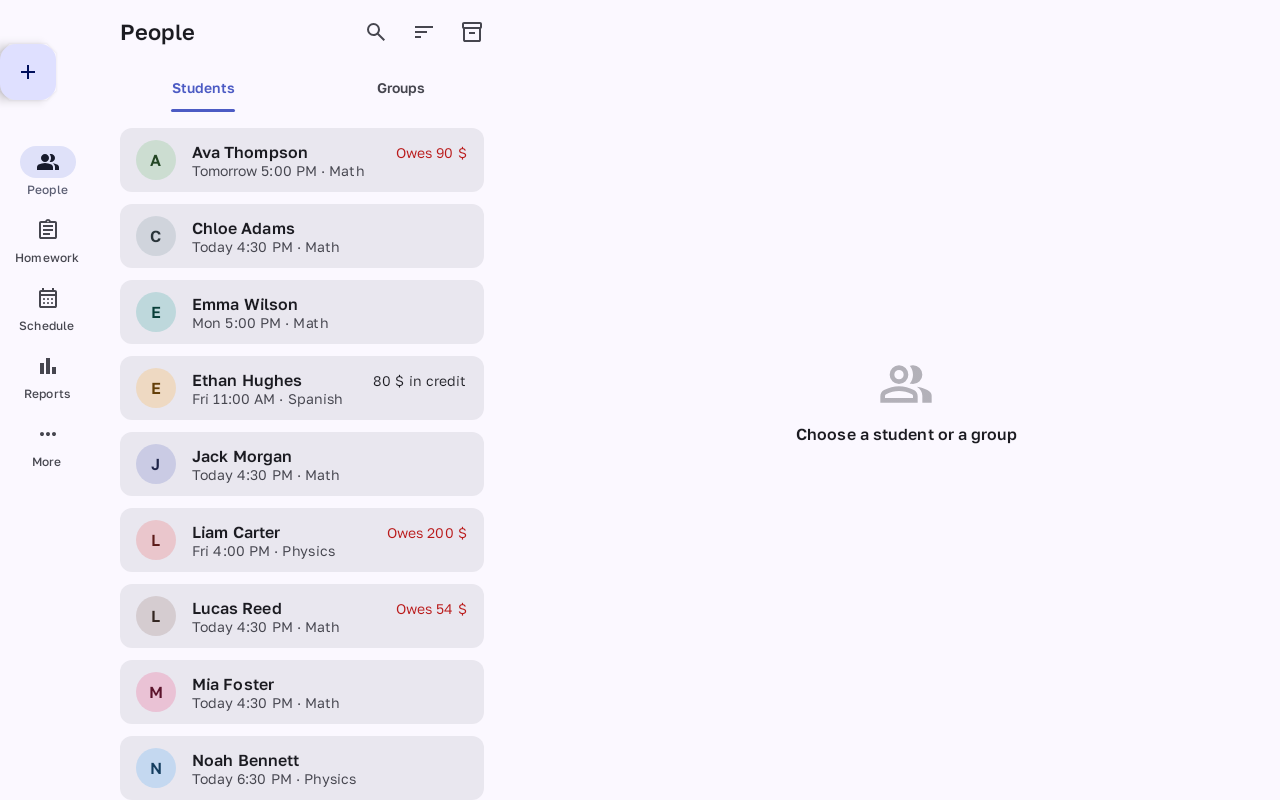 People
Students
Groups
People
Homework
Schedule
Reports
More
A
Ava Thompson
Owes 90 $
Tomorrow 5:00 PM · Math
C
Chloe Adams
Today 4:30 PM · Math
E
Emma Wilson
Mon 5:00 PM · Math
E
Ethan Hughes
80 $ in credit
Fri 11:00 AM · Spanish
J
Jack Morgan
Today 4:30 PM · Math
L
Liam Carter
Owes 200 $
Fri 4:00 PM · Physics
L
Lucas Reed
Owes 54 $
Today 4:30 PM · Math
M
Mia Foster
Today 4:30 PM · Math
N
Noah Bennett
Today 6:30 PM · Physics
Choose a student or a group